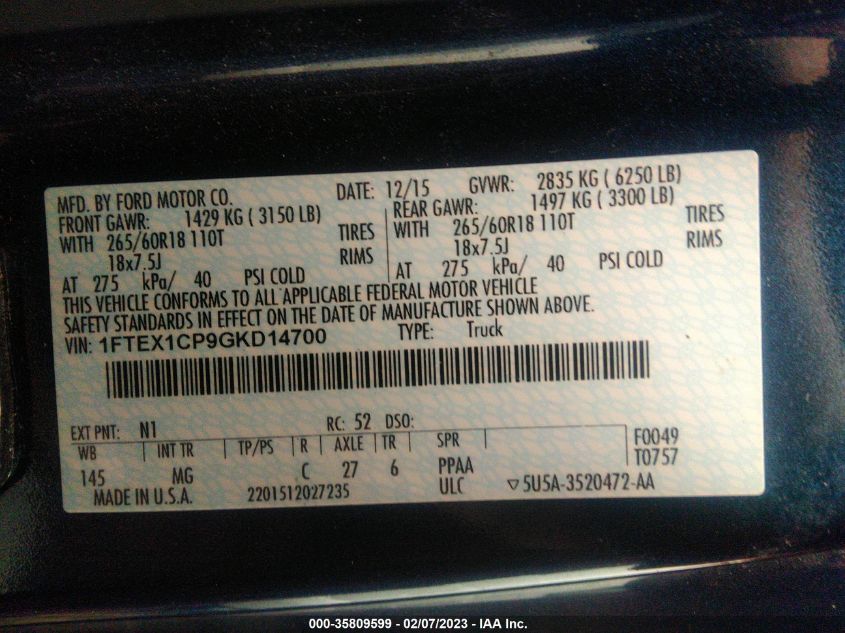 MFD. BY FORD MOTOR CO. DATE: 12/15 GVWR: 2835 KG ( 6250 LB)
FRONT GAWR: 1429 KG ( 3150 LB) REAR GAWR: 1497 KG ( 3300 LB)
WITH 265/60R18 110T TIRES WITH 265/60R18 110T TIRES
18x7.5J RIMS 18x7.5J RIMS
AT 275 kPa/ 40 PSI COLD AT 275 kPa/ 40 PSI COLD
THIS VEHICLE CONFORMS TO ALL APPLICABLE FEDERAL MOTOR VEHICLE
SAFETY STANDARDS IN EFFECT ON THE DATE OF MANUFACTURE SHOWN ABOVE.
VIN: 1FTEX1CP9GKD14700 TYPE: Truck
EXT PNT: N1 RC: 52 DSO: F0049
WB INT TR TP/PS R AXLE TR SPR T0757
145 MG C 27 6 PPAA
MADE IN U.S.A. 2201512027235 ULC ▽5U5A-3520472-AA
000-35809599 - 02/07/2023 - IAA Inc.